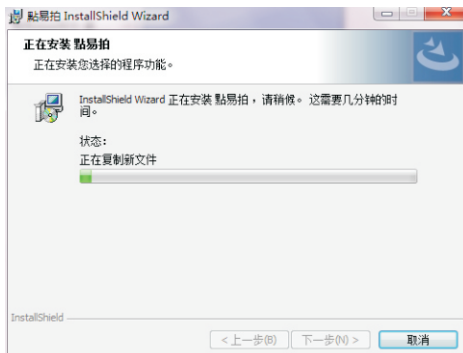 點易拍 InstallShield Wizard
正在安装 點易拍
正在安装您选择的程序功能。
InstallShield Wizard 正在安装 點易拍，请稍候。 这需要几分钟的时
间。
状态:
正在复制新文件
InstallShield
<上一步(B) 下一步(N)> 取消